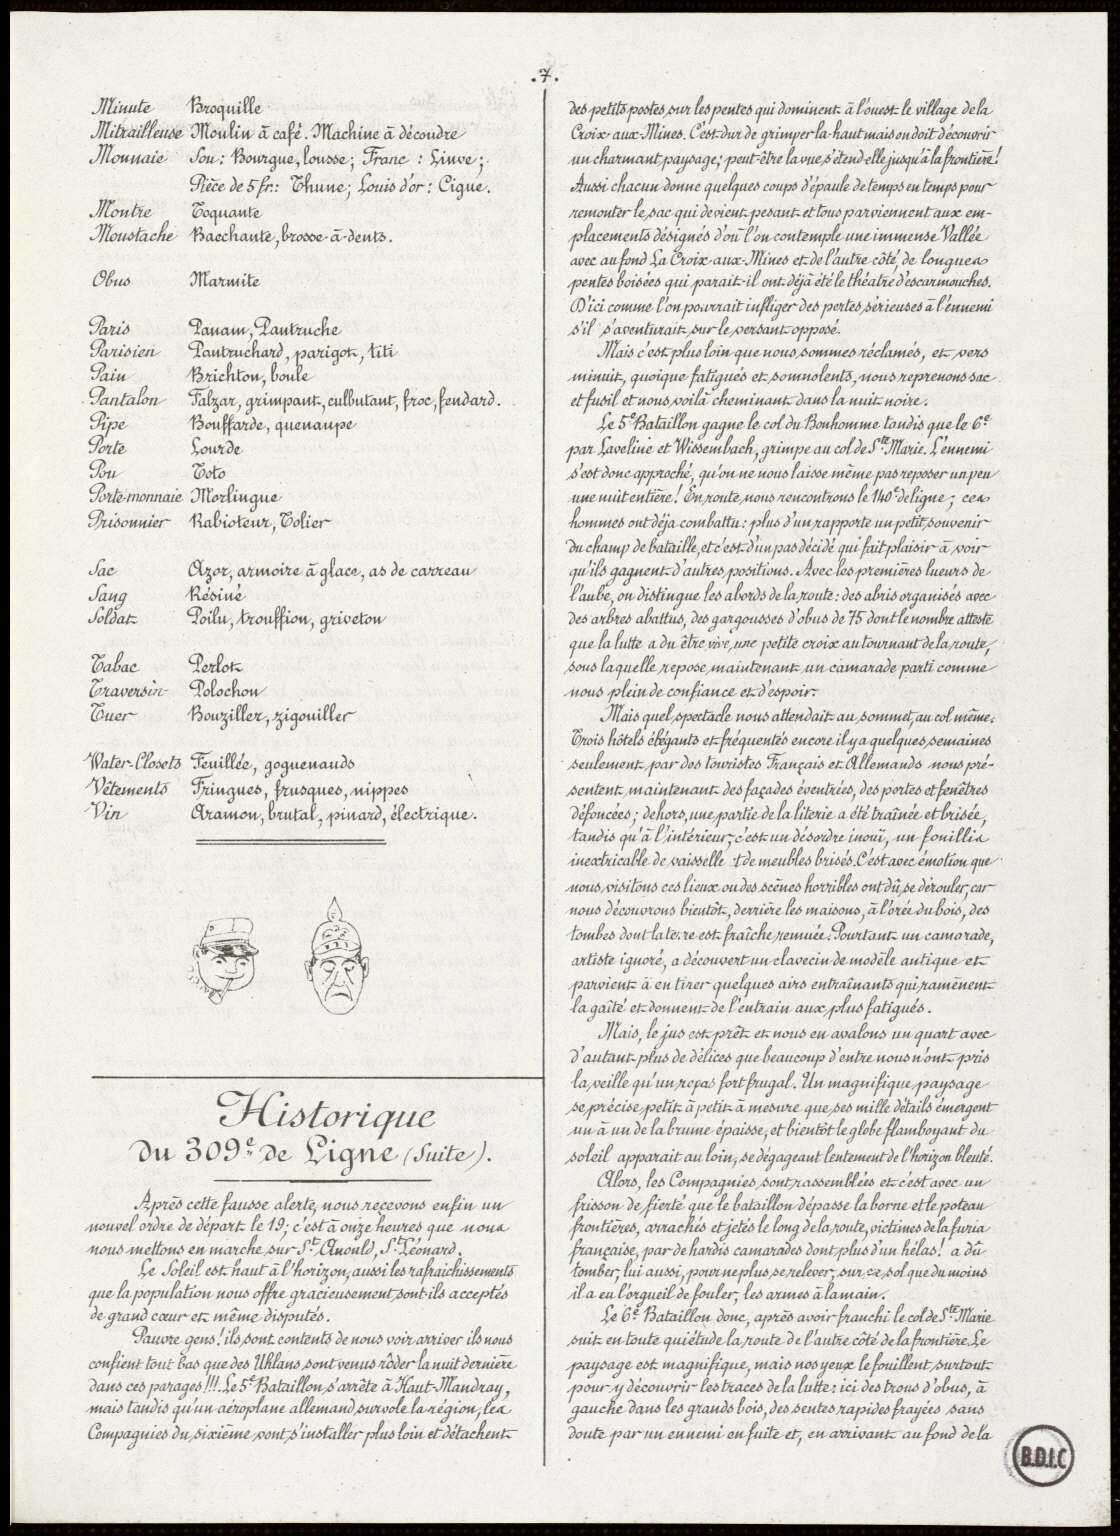 .7.
Minute Broquille
Mitrailleuse Moulin à café. Machine à découdre
Monnaie Sou : Bourgue, lousse ; Franc : Linve ;
Pièce de 5 fr.: Thune ; Louis d'or : Cigue.
Montre Toquante
Moustache Bacchante, brosse-à-dents.
Obus Marmite
Paris Panam, Pantruche
Parisien Pantruchard, parigot, titi
Pain Brichton, boule
Pantalon Falzar, grimpant, culbutant, froc, fendard.
Pipe Bouffarde, quenaupe
Porte Lourde
Pou Toto
Porte-monnaie Morlingue
Prisonnier Rabioteur, Tolier
Sac Azor, armoire à glace, as de carreau
Sang Résiné
Soldat Poilu, trouffion, griveton
Tabac Perlot
Traversin Polochon
Tuer Bouziller, zigouiller
Water-Closets Feuillée, goguenauds
Vêtements Fringues, frusques, nippes
Vin Aramon, brutal, pinard, électrique.
Historique
du 309e de Ligne (Suite).
Après cette fausse alerte, nous reçevons enfin un
nouvel ordre de départ le 19 ; c'est à onze heures que nous
nous mettons en marche sur St Anould, St Léonard.
Le Soleil est haut à l'horizon, aussi les rafraichissements
que la population nous offre gracieusement sont-ils acceptés
de grand cœur et même disputés.
Pauvre gens ! ils sont contents de nous voir arriver ils nous
confient tout bas que des Uhlans sont venus rôder la nuit dernière
dans ces parages !!! Le 5e Bataillon s'arrête à Haut-Mandray,
mais tandis qu'un aéroplane allemand survole la région, les
Compagnies du sixième vont s'installer plus loin et détachent
des petits postes sur les pentes qui dominent à l'ouest le village de la
Croix-aux-Mines. C'est dur de grimper là-haut mais on doit découvrir
un charmant paysage ; peut-être la vue s'étend-elle jusqu'à la frontière !
Aussi chacun donne quelques coups d'épaule de temps en temps pour
remonter le sac qui devient pesant et tous parviennent aux em-
placements désignés d'où l'on contemple une immense Vallée
avec au fond La Croix-aux-Mines et de l'autre côté, de longues
pentes boisées qui parait-il ont déjà été le théatre d'escarmouches.
D'ici comme l'on pourrait infliger des pertes sérieuses à l'ennemi
s'il s'aventurait sur le versant opposé.
Mais c'est plus loin que nous sommes réclamés, et vers
minuit, quoique fatigués et somnolents, nous reprenons sac
et fusil et nous voilà cheminant dans la nuit noire.
Le 5e Bataillon gagne le col du Bonhomme tandis que le 6e
par Laveline et Wissembach, grimpe au col de Ste Marie. L'ennemi
s'est donc approché, qu'on ne nous laisse même pas reposer un peu
une nuit entière ! En route, nous rencontrons le 140e de ligne ; ces
hommes ont déja combattu : plus d'un rapporte un petit souvenir
du champ de bataille, et c'est d'un pas décidé qui fait plaisir à voir
qu'ils gagnent d'autres positions. Avec les premières lueurs de
l'aube, on distingue les abords de la route : des abris organisés avec
des arbres abattus, des gargousses d'obus de 75 dont le nombre atteste
que la lutte a du être vive, une petite croix au tournant de la route,
sous laquelle repose maintenant un camarade parti comme
nous plein de confiance et d'espoir.
Mais quel spectacle nous attendait au sommet, au col même.
Trois hôtels élégants et fréquentés encore il y a quelques semaines
seulement par des touristes Français et Allemands nous pré-
sentent maintenant des façades éventrées, des portes et fenêtres
défoncées ; dehors, une partie de la literie a été traînée et brisée,
tandis qu'à l'intérieur, c'est un désordre inouï, un fouillis
inextricable de vaisselle & de meubles brisés. C'est avec émotion que
nous visitons ces lieux ou des scènes horribles ont dû se dérouler, car
nous découvrons bientôt, derrière les maisons, à l'orée du bois, des
tombes dont la terre est fraîche remuée. Pourtant un camarade,
artiste ignoré, a découvert un clavecin de modèle antique et
parvient à en tirer quelques airs entraînants qui ramènent
la gaîté et donnent de l'entrain aux plus fatigués.
Mais, le jus est prêt et nous en avalons un quart avec
d'autant plus de délices que beaucoup d'entre nous n'ont pris
la veille qu'un repas fort frugal. Un magnifique paysage
se précise petit à petit à mesure que ses mille détails émergent
un à un de la brume épaisse, et bientôt le globe flamboyant du
soleil apparait au loin, se dégageant lentement de l'horizon bleuté.
Alors, les Compagnies sont rassemblées et c'est avec un
frisson de fierté que le bataillon dépasse la borne et le poteau
frontières, arrachés et jetés le long de la route, victimes de la furia
française, par de hardis camarades dont plus d'un hélas ! a dû
tomber, lui aussi, pour ne plus se relever, sur ce sol que du moins
il a eu l'orgueil de fouler, les armes à la main.
Le 6e Bataillon donc, après avoir franchi le col de Ste Marie
suit en toute quiétude la route de l'autre côté de la frontière. Le
paysage est magnifique, mais nos yeux le fouillent surtout
pour y découvrir les traces de la lutte : ici des trous d'obus, à
gauche dans les grands bois, des sentes rapides frayées sans
doute par un ennemi en fuite et, en arrivant au fond de la
B.D.I.C